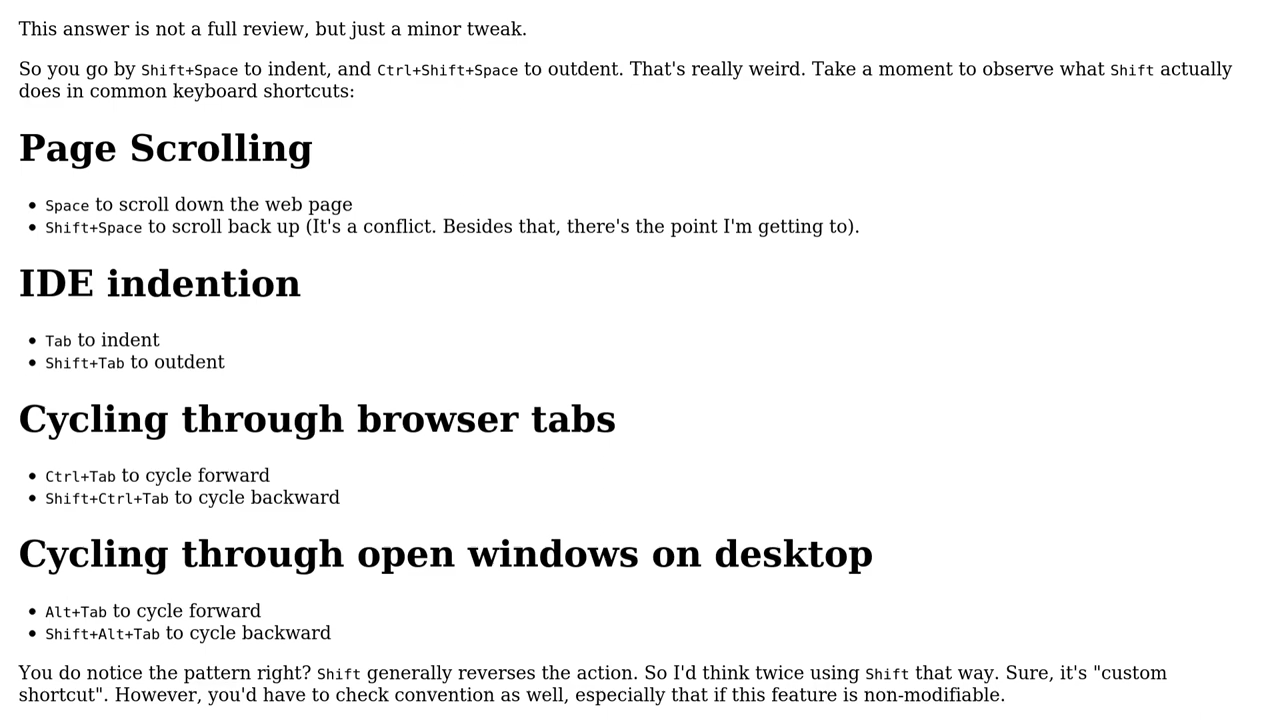 This answer is not a full review, but just a minor tweak.
So you go by Shift+Space to indent, and Ctrl+Shift+Space to outdent. That's really weird. Take a moment to observe what Shift actually
does in common keyboard shortcuts:
Page Scrolling
• Space to scroll down the web page
• Shift+Space to scroll back up (It's a conflict. Besides that, there's the point I'm getting to).
IDE indention
• Tab to indent
• Shift+Tab to outdent
Cycling through browser tabs
• Ctrl+Tab to cycle forward
• Shift+Ctrl+Tab to cycle backward
Cycling through open windows on desktop
• Alt+Tab to cycle forward
• Shift+Alt+Tab to cycle backward
You do notice the pattern right? Shift generally reverses the action. So I'd think twice using Shift that way. Sure, it's "custom
shortcut". However, you'd have to check convention as well, especially that if this feature is non-modifiable.